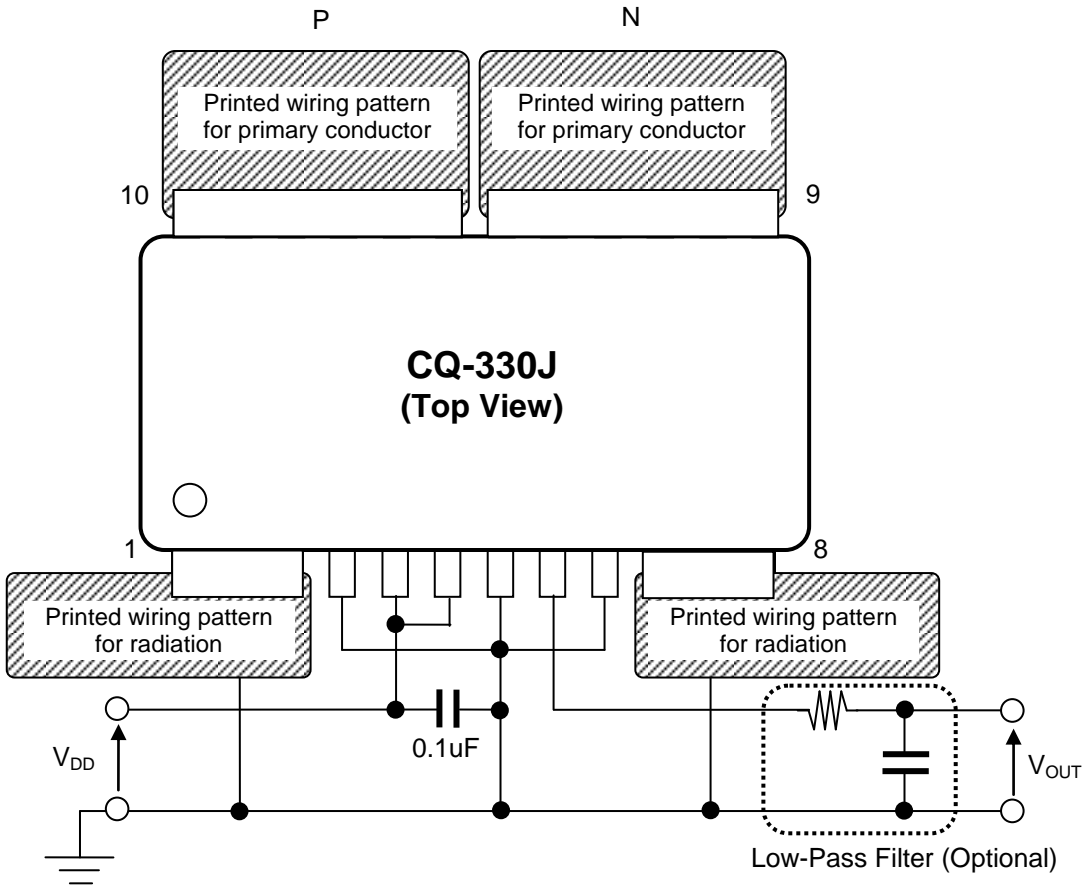 P
N
Printed wiring pattern
for primary conductor
Printed wiring pattern
for primary conductor
10
9
CQ-330J
(Top View)
1
8
Printed wiring pattern
for radiation
Printed wiring pattern
for radiation
0.1uF
VDD
VOUT
Low-Pass Filter (Optional)